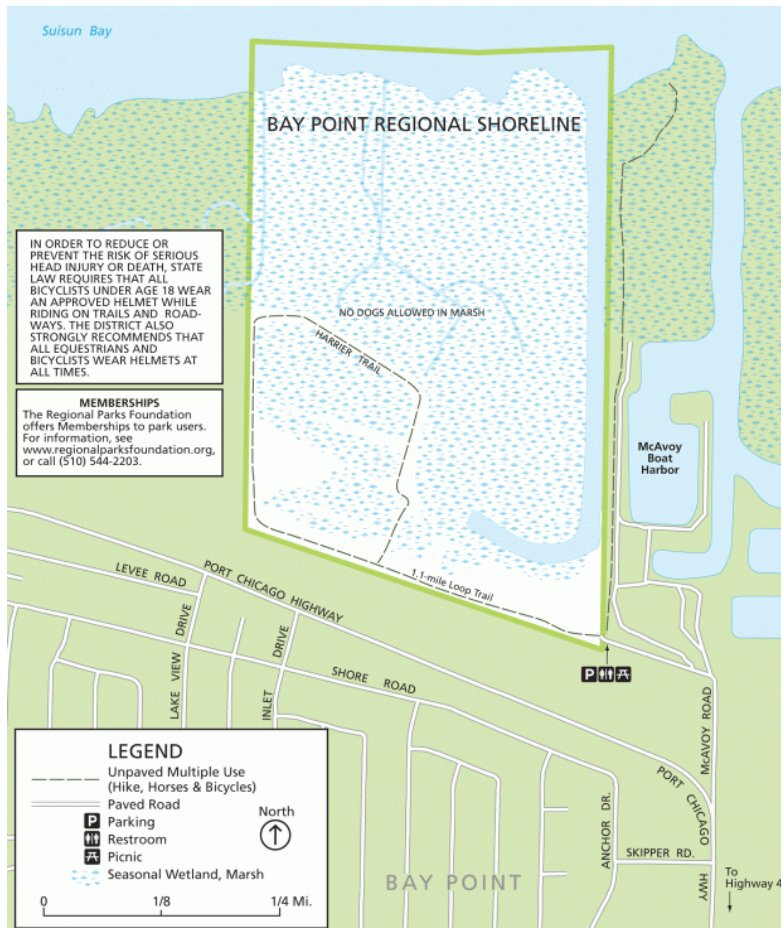 Suisun Bay
BAY POINT REGIONAL SHORELINE
IN ORDER TO REDUCE OR
PREVENT THE RISK OF SERIOUS
HEAD INJURY OR DEATH, STATE
LAW REQUIRES THAT ALL
BICYCLISTS UNDER AGE 18 WEAR
AN APPROVED HELMET WHILE
RIDING ON TRAILS AND ROAD-
WAYS. THE DISTRICT ALSO
STRONGLY RECOMMENDS THAT
ALL EQUESTRIANS AND
BICYCLISTS WEAR HELMETS AT
ALL TIMES.
NO DOGS ALLOWED IN MARSH
HARRIER TRAIL
MEMBERSHIPS
The Regional Parks Foundation
offers Memberships to park users.
For information, see
www.regionalparksfoundation.org,
or call (510) 544-2203.
McAvoy
Boat
Harbor
1.1-mile Loop Trail
LEVEE ROAD
PORT CHICAGO HIGHWAY
LAKE VIEW DRIVE
INLET DRIVE
SHORE ROAD
P
McAVOY ROAD
PORT CHICAGO HWY
ANCHOR DR.
SKIPPER RD.
To
Highway 4
BAY POINT
LEGEND
Unpaved Multiple Use
(Hike, Horses & Bicycles)
Paved Road
P Parking
Restroom
Picnic
Seasonal Wetland, Marsh
North
0 1/8 1/4 Mi.